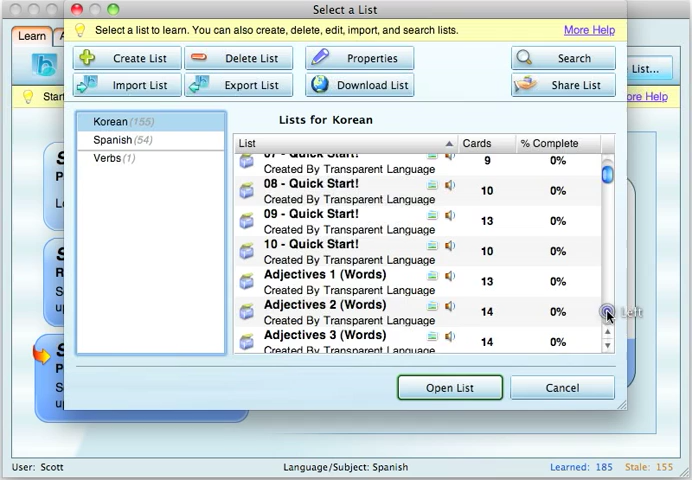 Select a List
Select a list to learn. You can also create, delete, edit, import, and search lists.
More Help
Learn
Create List
Delete List
Properties
Search
Import List
Export List
Download List
Share List
List...
Korean (155)
Spanish (54)
Verbs (1)
Lists for Korean
List
Cards
% Complete
07 - Quick Start!
Created By Transparent Language
9
0%
08 - Quick Start!
Created By Transparent Language
10
0%
09 - Quick Start!
Created By Transparent Language
13
0%
10 - Quick Start!
Created By Transparent Language
10
0%
Adjectives 1 (Words)
Created By Transparent Language
13
0%
Adjectives 2 (Words)
Created By Transparent Language
14
0%
Adjectives 3 (Words)
Created By Transparent Language
14
0%
Left
Open List
Cancel
User: Scott
Language/Subject: Spanish
Learned: 185
Stale: 155